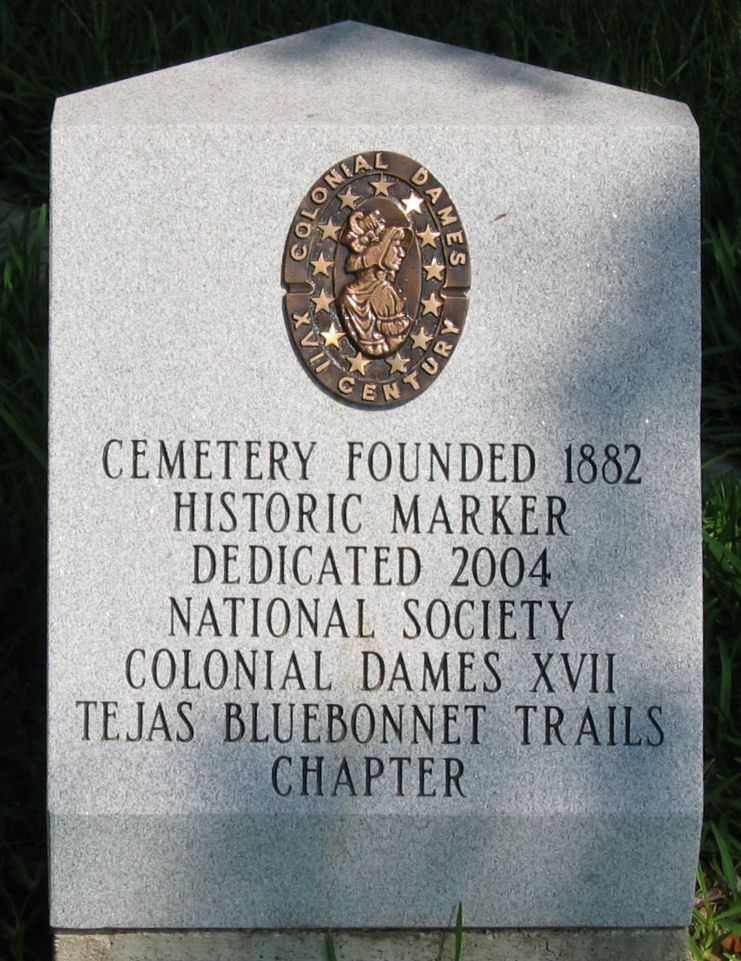 COLONIAL DAMES
XVII CENTURY
CEMETERY FOUNDED 1882
HISTORIC MARKER
DEDICATED 2004
NATIONAL SOCIETY
COLONIAL DAMES XVII
TEJAS BLUEBONNET TRAILS
CHAPTER